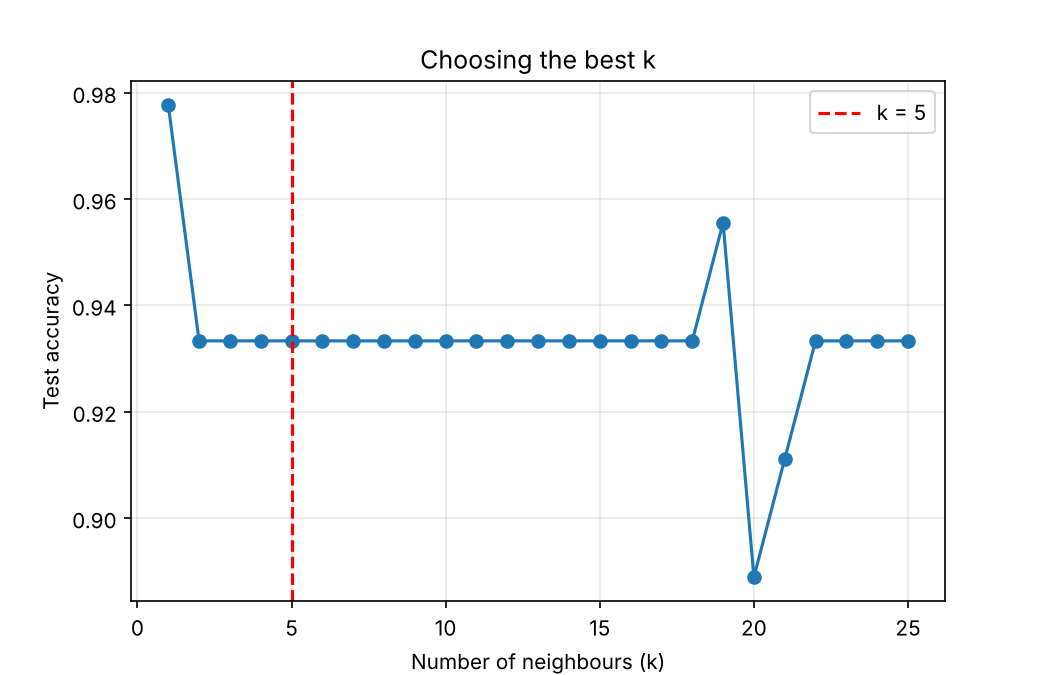 Choosing the best k
k = 5
Test accuracy
0.98
0.96
0.94
0.92
0.90
0 5 10 15 20 25
Number of neighbours (k)